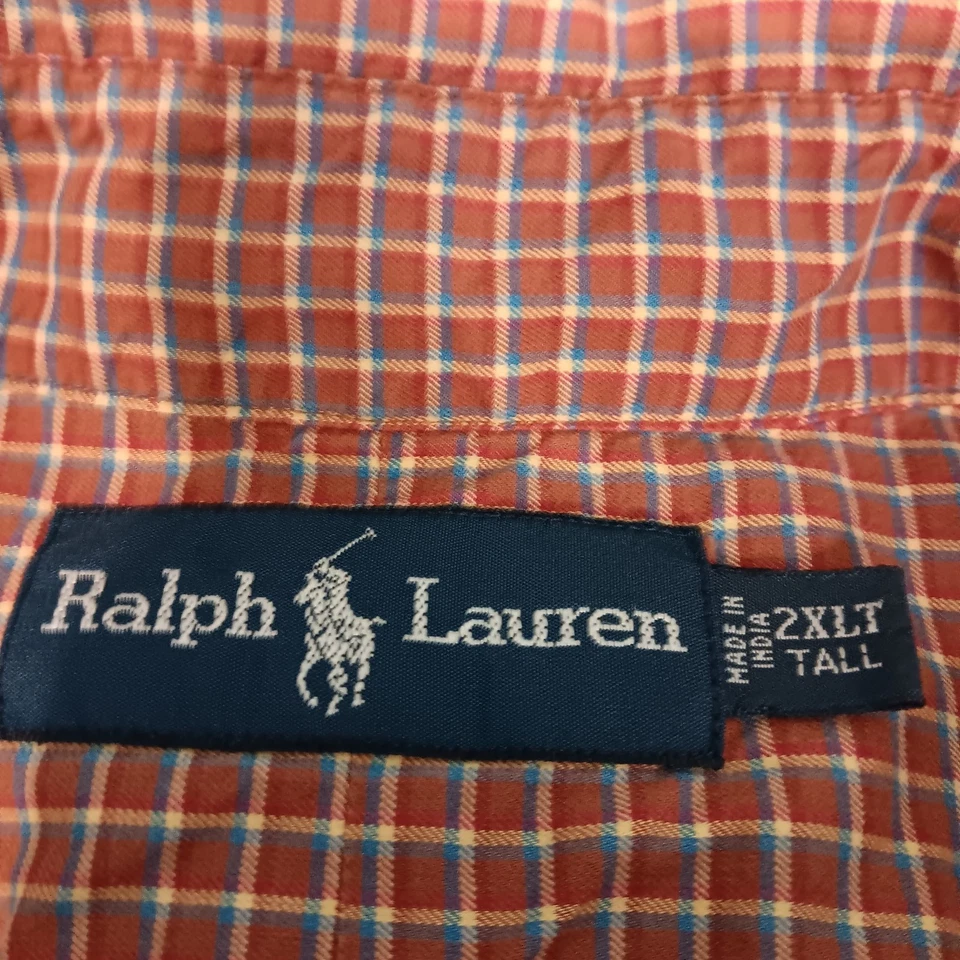 Ralph Lauren
MADE IN
INDIA
2XLT
TALL